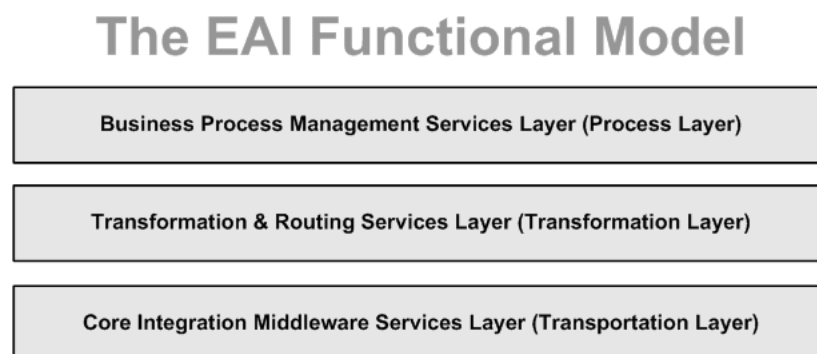 The EAI Functional Model
Business Process Management Services Layer (Process Layer)
Transformation & Routing Services Layer (Transformation Layer)
Core Integration Middleware Services Layer (Transportation Layer)